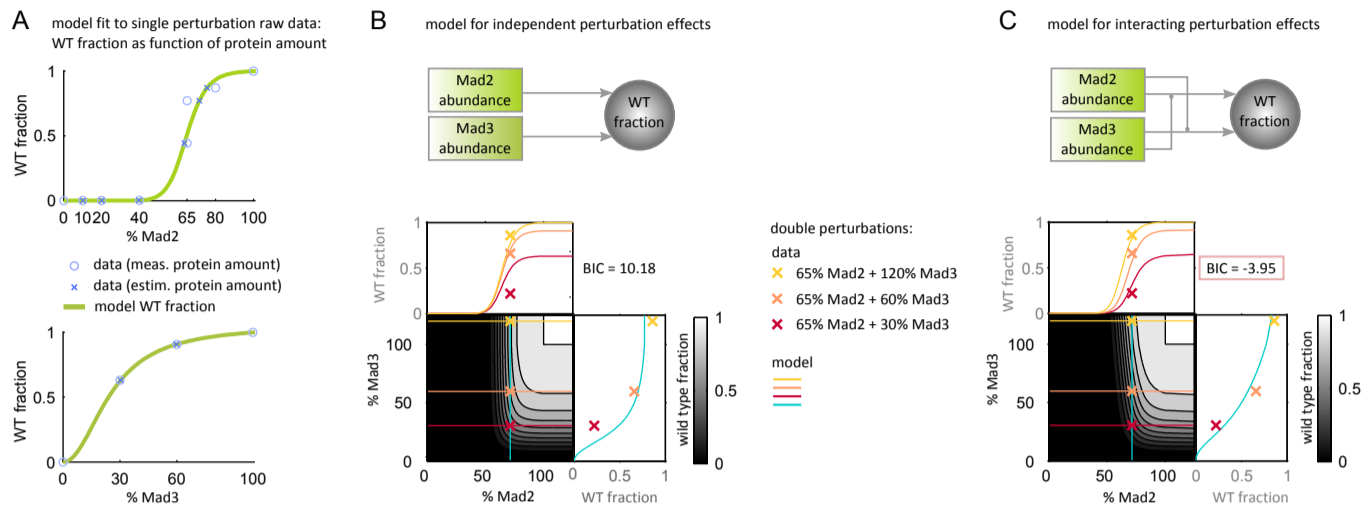 A
model fit to single perturbation raw data:
WT fraction as function of protein amount
1
0.5
0
WT fraction
0 10 20 40 65 80 100
% Mad2
data (meas. protein amount)
data (estim. protein amount)
model WT fraction
1
0.5
0
WT fraction
0 30 60 100
% Mad3
B
model for independent perturbation effects
Mad2
abundance
Mad3
abundance
WT
fraction
1
0.5
0
WT fraction
BIC = 10.18
100
50
0
% Mad3
0 50 100
% Mad2
0 0.5 1
WT fraction
1
0.5
0
wild type fraction
double perturbations:
data
65% Mad2 + 120% Mad3
65% Mad2 + 60% Mad3
65% Mad2 + 30% Mad3
model
C
model for interacting perturbation effects
Mad2
abundance
Mad3
abundance
WT
fraction
1
0.5
0
WT fraction
BIC = -3.95
100
50
0
% Mad3
0 50 100
% Mad2
0 0.5 1
WT fraction
1
0.5
0
wild type fraction